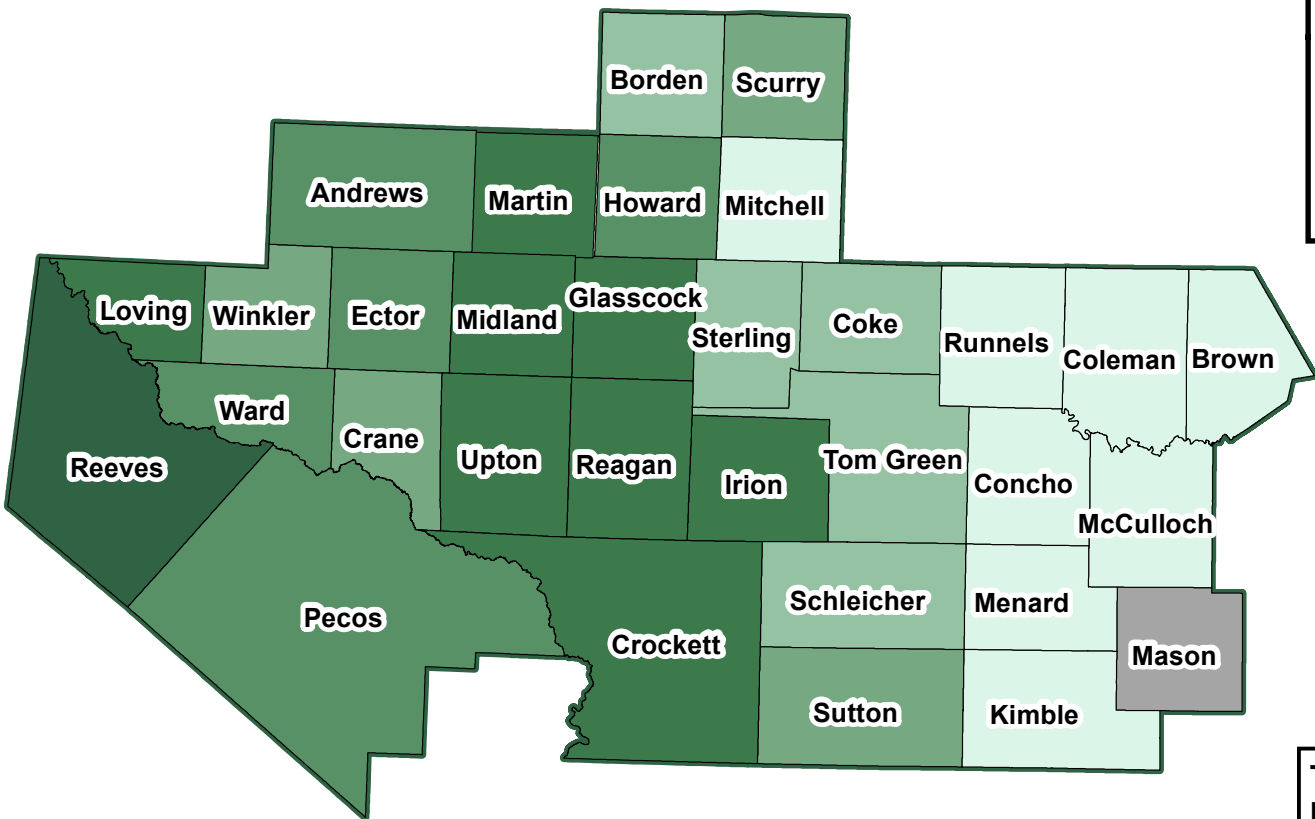 Borden
Scurry
Andrews
Martin
Howard
Mitchell
Loving
Winkler
Ector
Midland
Glasscock
Sterling
Coke
Runnels
Coleman
Brown
Reeves
Ward
Crane
Upton
Reagan
Irion
Tom Green
Concho
McCulloch
Pecos
Crockett
Schleicher
Menard
Mason
Sutton
Kimble